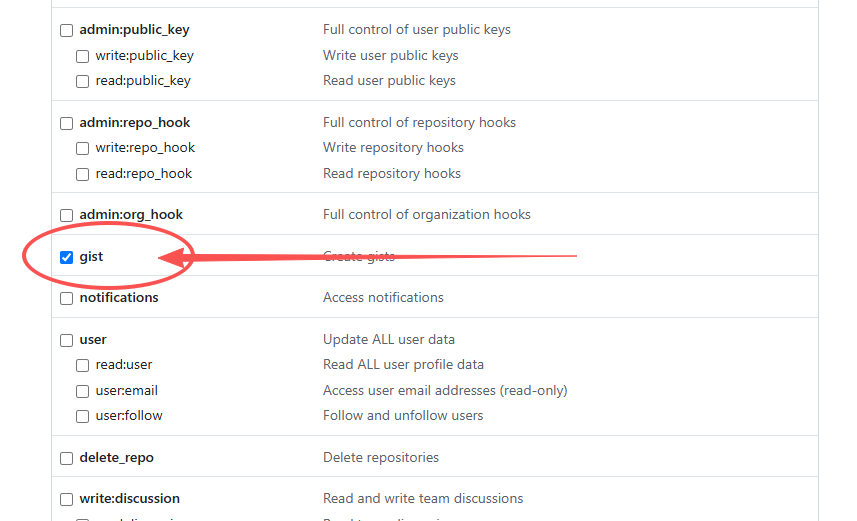 admin:public_key Full control of user public keys
write:public_key Write user public keys
read:public_key Read user public keys
admin:repo_hook Full control of repository hooks
write:repo_hook Write repository hooks
read:repo_hook Read repository hooks
admin:org_hook Full control of organization hooks
gist Create gists
notifications Access notifications
user Update ALL user data
read:user Read ALL user profile data
user:email Access user email addresses (read-only)
user:follow Follow and unfollow users
delete_repo Delete repositories
write:discussion Read and write team discussions